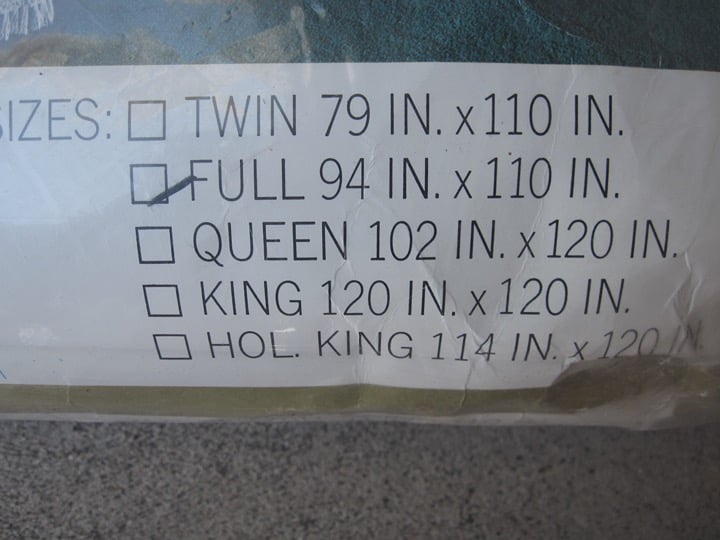 SIZES: TWIN 79 IN. x 110 IN.
FULL 94 IN. x 110 IN.
QUEEN 102 IN. x 120 IN.
KING 120 IN. x 120 IN.
HOL. KING 114 IN. x 120 IN.